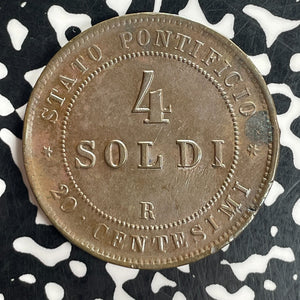 STATO PONTIFICIO
4
SOLDI
R
20 · CENTESIMI